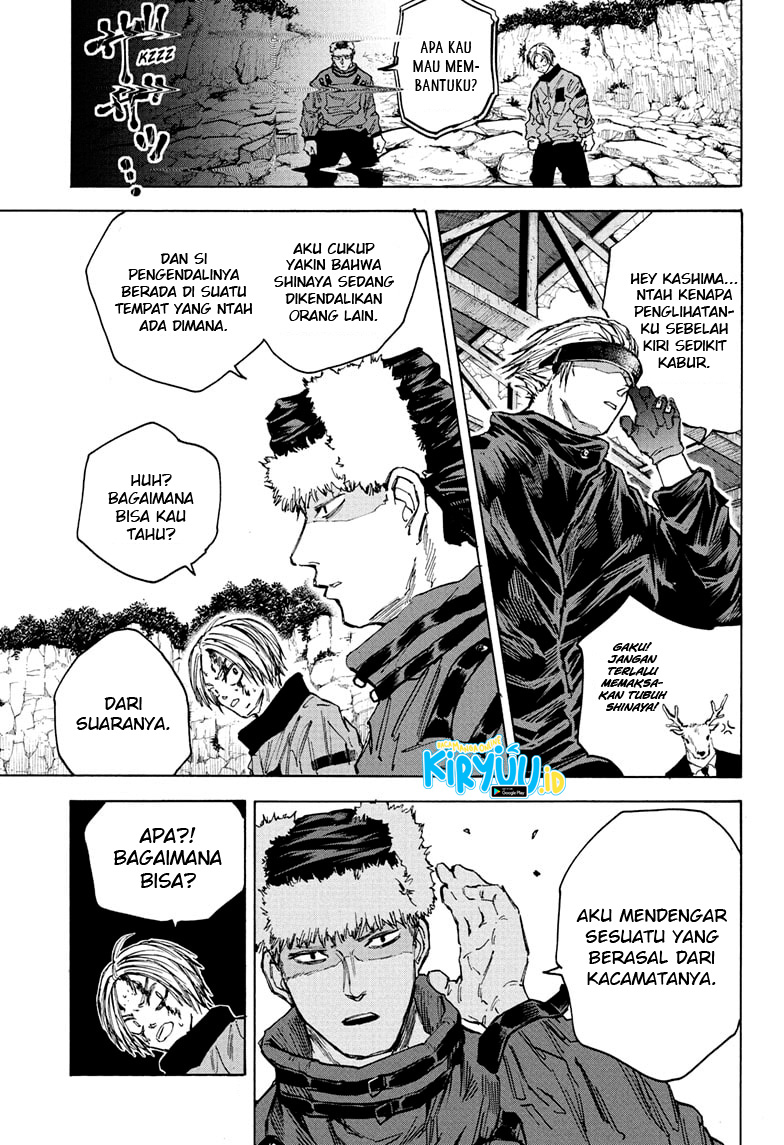 KZZZ
APA KAU
MAU MEM-
BANTUKU?
HEY KASHIMA...
NTAH KENAPA
PENGLIHATAN-
KU SEBELAH
KIRI SEDIKIT
KABUR.
GAKU!
JANGAN
TERLALU
MEMAKSA-
KAN TUBUH
SHINAYA!
AKU CUKUP
YAKIN BAHWA
SHINAYA SEDANG
DIKENDALIKAN
ORANG LAIN.
DAN SI
PENGENDALINYA
BERADA DI SUATU
TEMPAT YANG NTAH
ADA DIMANA.
HUH?
BAGAIMANA
BISA KAU
TAHU?
DARI
SUARANYA.
KIRYUU.ID
Google Play
AKU MENDENGAR
SESUATU YANG
BERASAL DARI
KACAMATANYA.
APA?!
BAGAIMANA
BISA?